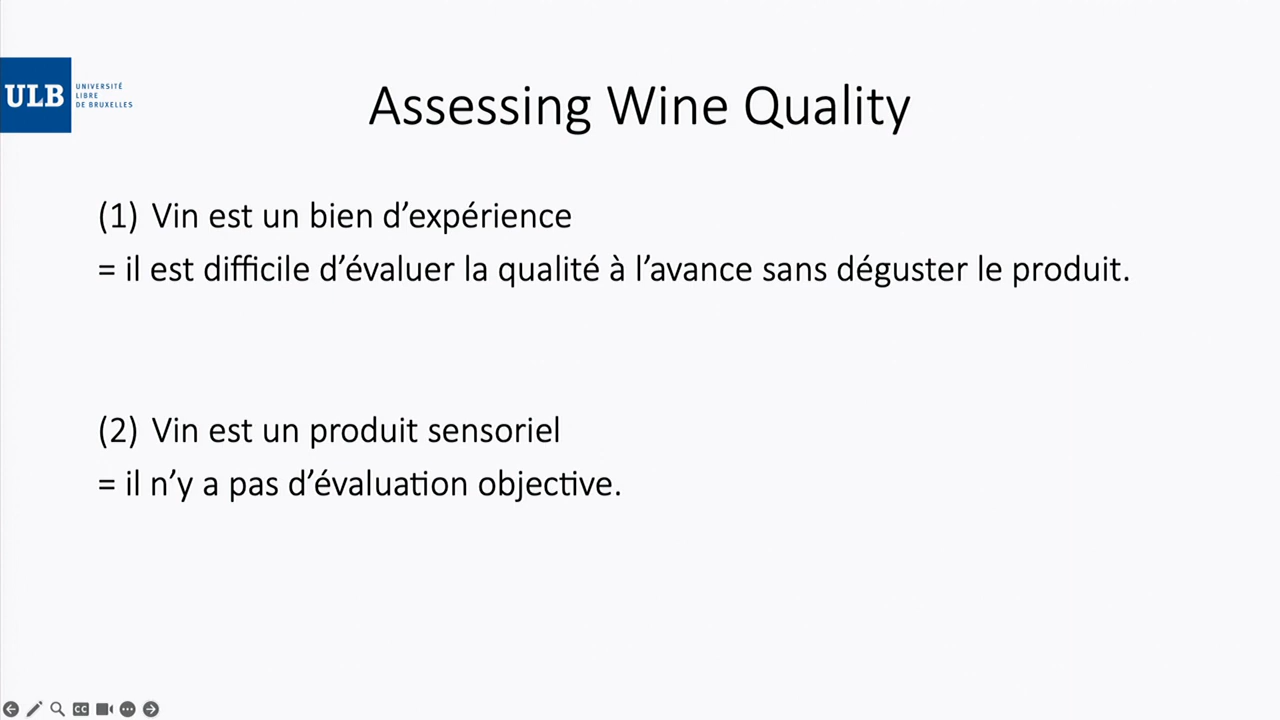 ULB
UNIVERSITÉ
LIBRE
DE BRUXELLES
Assessing Wine Quality
(1) Vin est un bien d’expérience
= il est difficile d’évaluer la qualité à l’avance sans déguster le produit.
(2) Vin est un produit sensoriel
= il n’y a pas d’évaluation objective.
CC